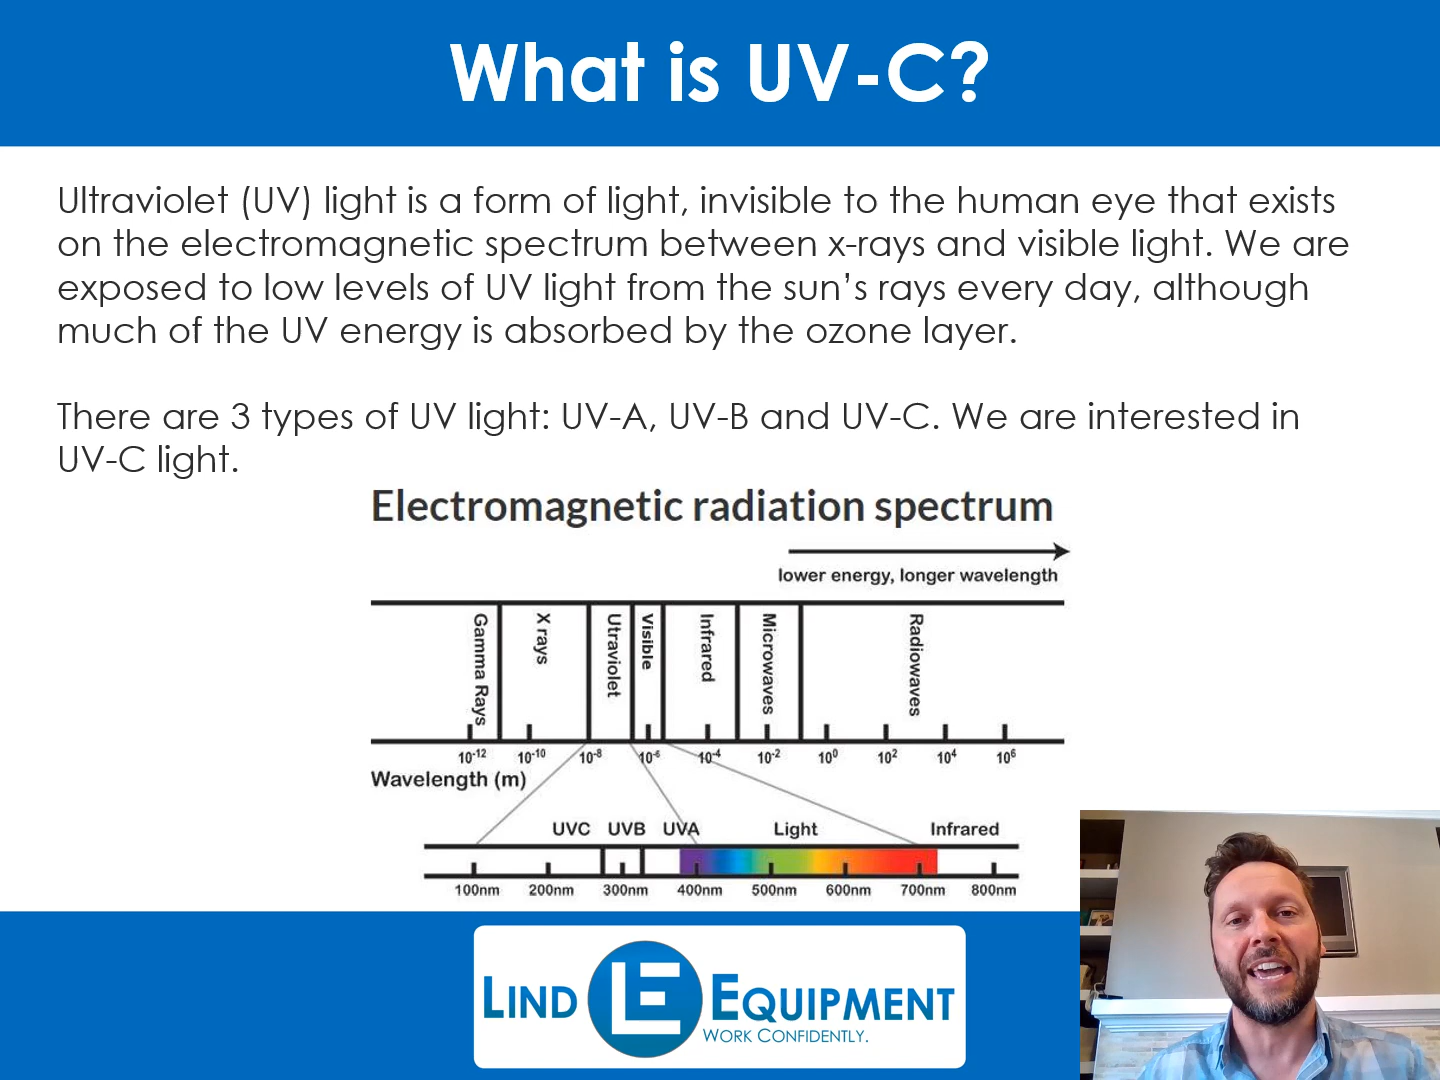 What is UV-C?
Ultraviolet (UV) light is a form of light, invisible to the human eye that exists
on the electromagnetic spectrum between x-rays and visible light. We are
exposed to low levels of UV light from the sun’s rays every day, although
much of the UV energy is absorbed by the ozone layer.
There are 3 types of UV light: UV-A, UV-B and UV-C. We are interested in
UV-C light.
Electromagnetic radiation spectrum
lower energy, longer wavelength
Gamma Rays
X rays
Utraviolet
Visible
Infrared
Microwaves
Radiowaves
10⁻¹² 10⁻¹⁰ 10⁻⁸ 10⁻⁶ 10⁻⁴ 10⁻² 10⁰ 10² 10⁴ 10⁶
Wavelength (m)
UVC UVB UVA Light Infrared
100nm 200nm 300nm 400nm 500nm 600nm 700nm 800nm
LIND LE EQUIPMENT
WORK CONFIDENTLY.